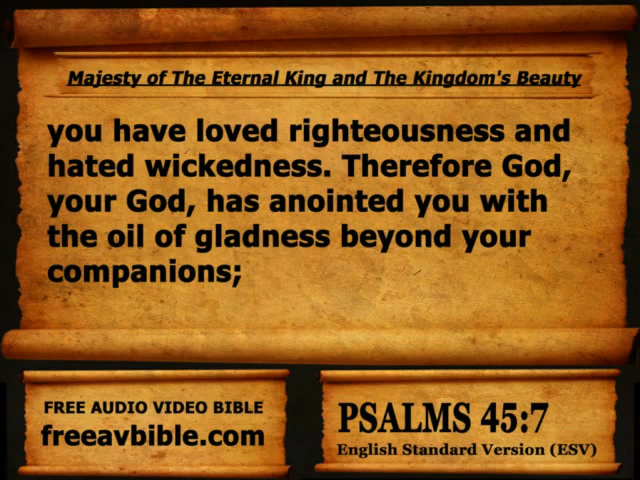 Majesty of The Eternal King and The Kingdom's Beauty
you have loved righteousness and
hated wickedness. Therefore God,
your God, has anointed you with
the oil of gladness beyond your
companions;
FREE AUDIO VIDEO BIBLE
freeavbible.com
PSALMS 45:7
English Standard Version (ESV)